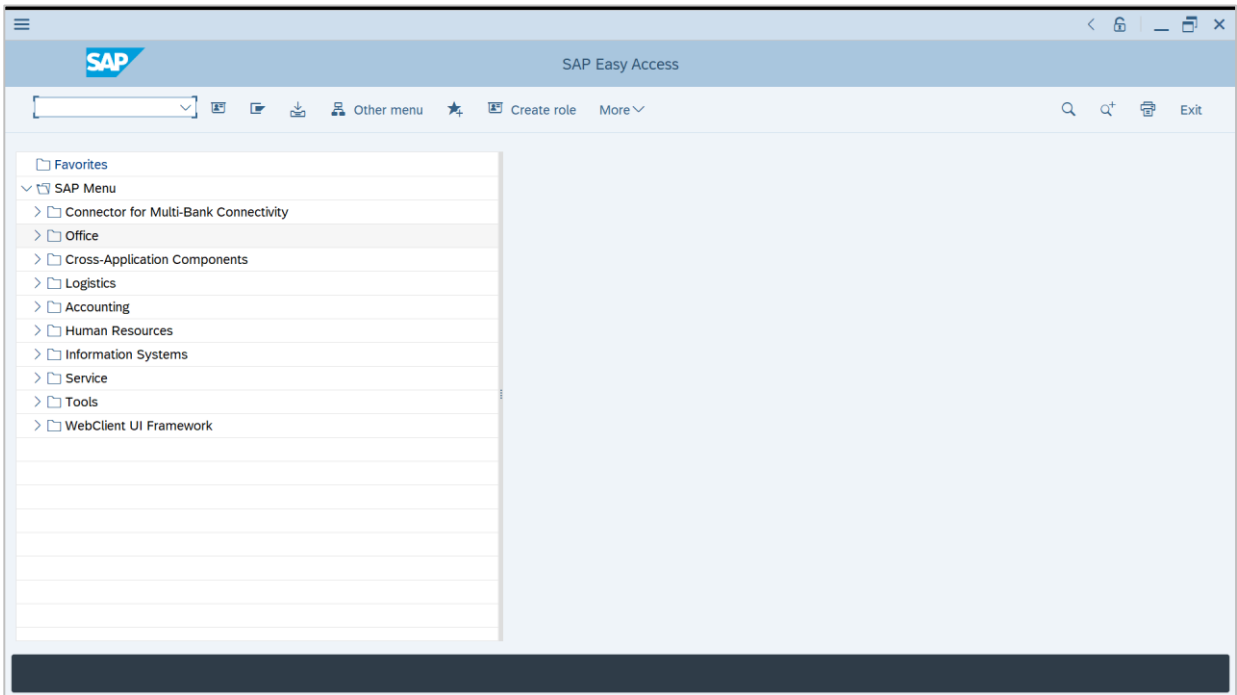 SAP
SAP Easy Access
Other menu Create role More Exit
Favorites
SAP Menu
Connector for Multi-Bank Connectivity
Office
Cross-Application Components
Logistics
Accounting
Human Resources
Information Systems
Service
Tools
WebClient UI Framework